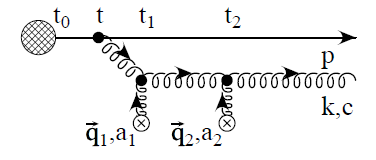 t₀ t t₁ t₂
p
k,c
q⃗₁,a₁ q⃗₂,a₂